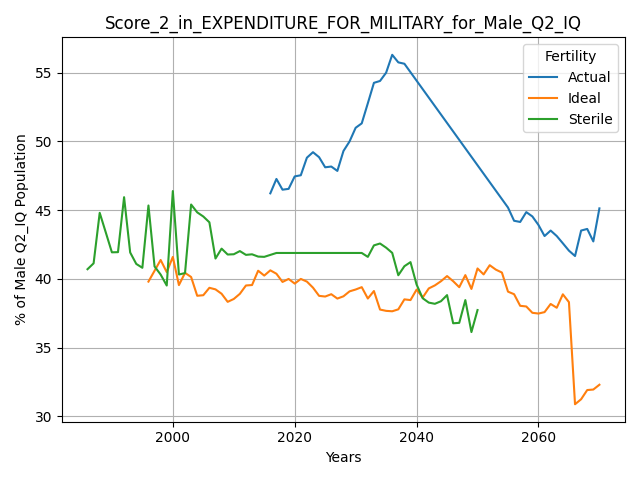 Score_2_in_EXPENDITURE_FOR_MILITARY_for_Male_Q2_IQ
% of Male Q2_IQ Population
55
50
45
40
35
30
Fertility
Actual
Ideal
Sterile
2000 2020 2040 2060
Years